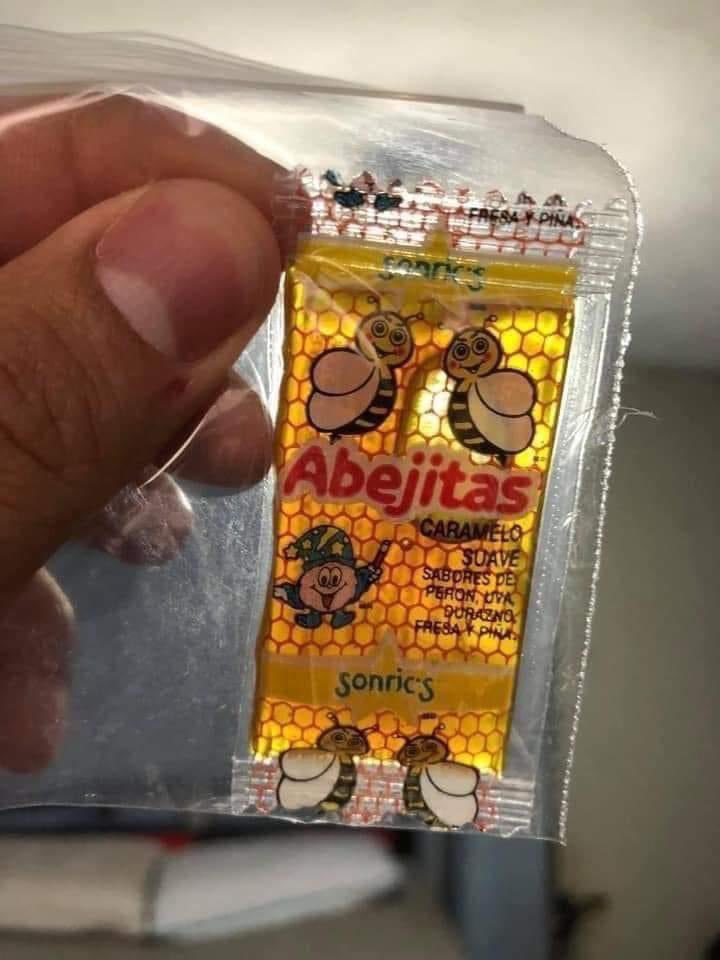 FRESA Y PIÑA.
sonric's
Abejitas
CARAMELO
SUAVE
SABORES DE
PERON, UVA,
DURAZNO,
FRESA Y PIÑA.
sonric's